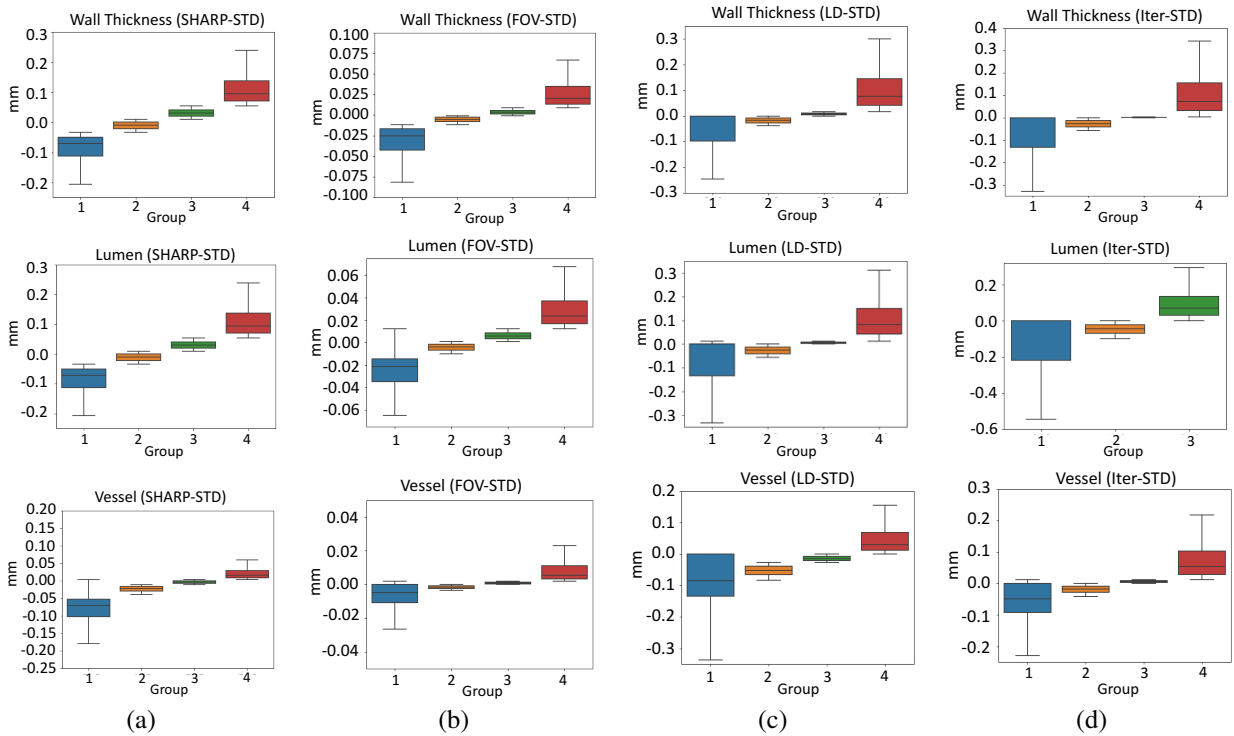 Wall Thickness (SHARP-STD)
0.3
0.2
0.1
0.0
-0.1
-0.2
mm
1 2 3 4
Group
Wall Thickness (FOV-STD)
0.100
0.075
0.050
0.025
0.000
-0.025
-0.050
-0.075
-0.100
mm
1 2 3 4
Group
Wall Thickness (LD-STD)
0.3
0.2
0.1
0.0
-0.1
-0.2
-0.3
mm
1 2 3 4
Group
Wall Thickness (Iter-STD)
0.4
0.3
0.2
0.1
0.0
-0.1
-0.2
-0.3
mm
1 2 3 4
Group
Lumen (SHARP-STD)
0.3
0.2
0.1
0.0
-0.1
-0.2
mm
1 2 3 4
Group
Lumen (FOV-STD)
0.06
0.04
0.02
0.00
-0.02
-0.04
-0.06
mm
1 2 3 4
Group
Lumen (LD-STD)
0.3
0.2
0.1
0.0
-0.1
-0.2
-0.3
mm
1 2 3 4
Group
Lumen (Iter-STD)
0.2
0.0
-0.2
-0.4
-0.6
mm
1 2 3
Group
Vessel (SHARP-STD)
0.20
0.15
0.10
0.05
0.00
-0.05
-0.10
-0.15
-0.20
0.25
mm
1 2 3 4
Group
Vessel (FOV-STD)
0.04
0.02
0.00
-0.02
-0.04
mm
1 2 3 4
Group
Vessel (LD-STD)
0.2
0.1
-0.0
-0.1
-0.2
-0.3
mm
1 2 3 4
Group
Vessel (Iter-STD)
0.3
0.2
0.1
0.0
-0.1
-0.2
mm
1 2 3 4
Group
(a) (b) (c) (d)